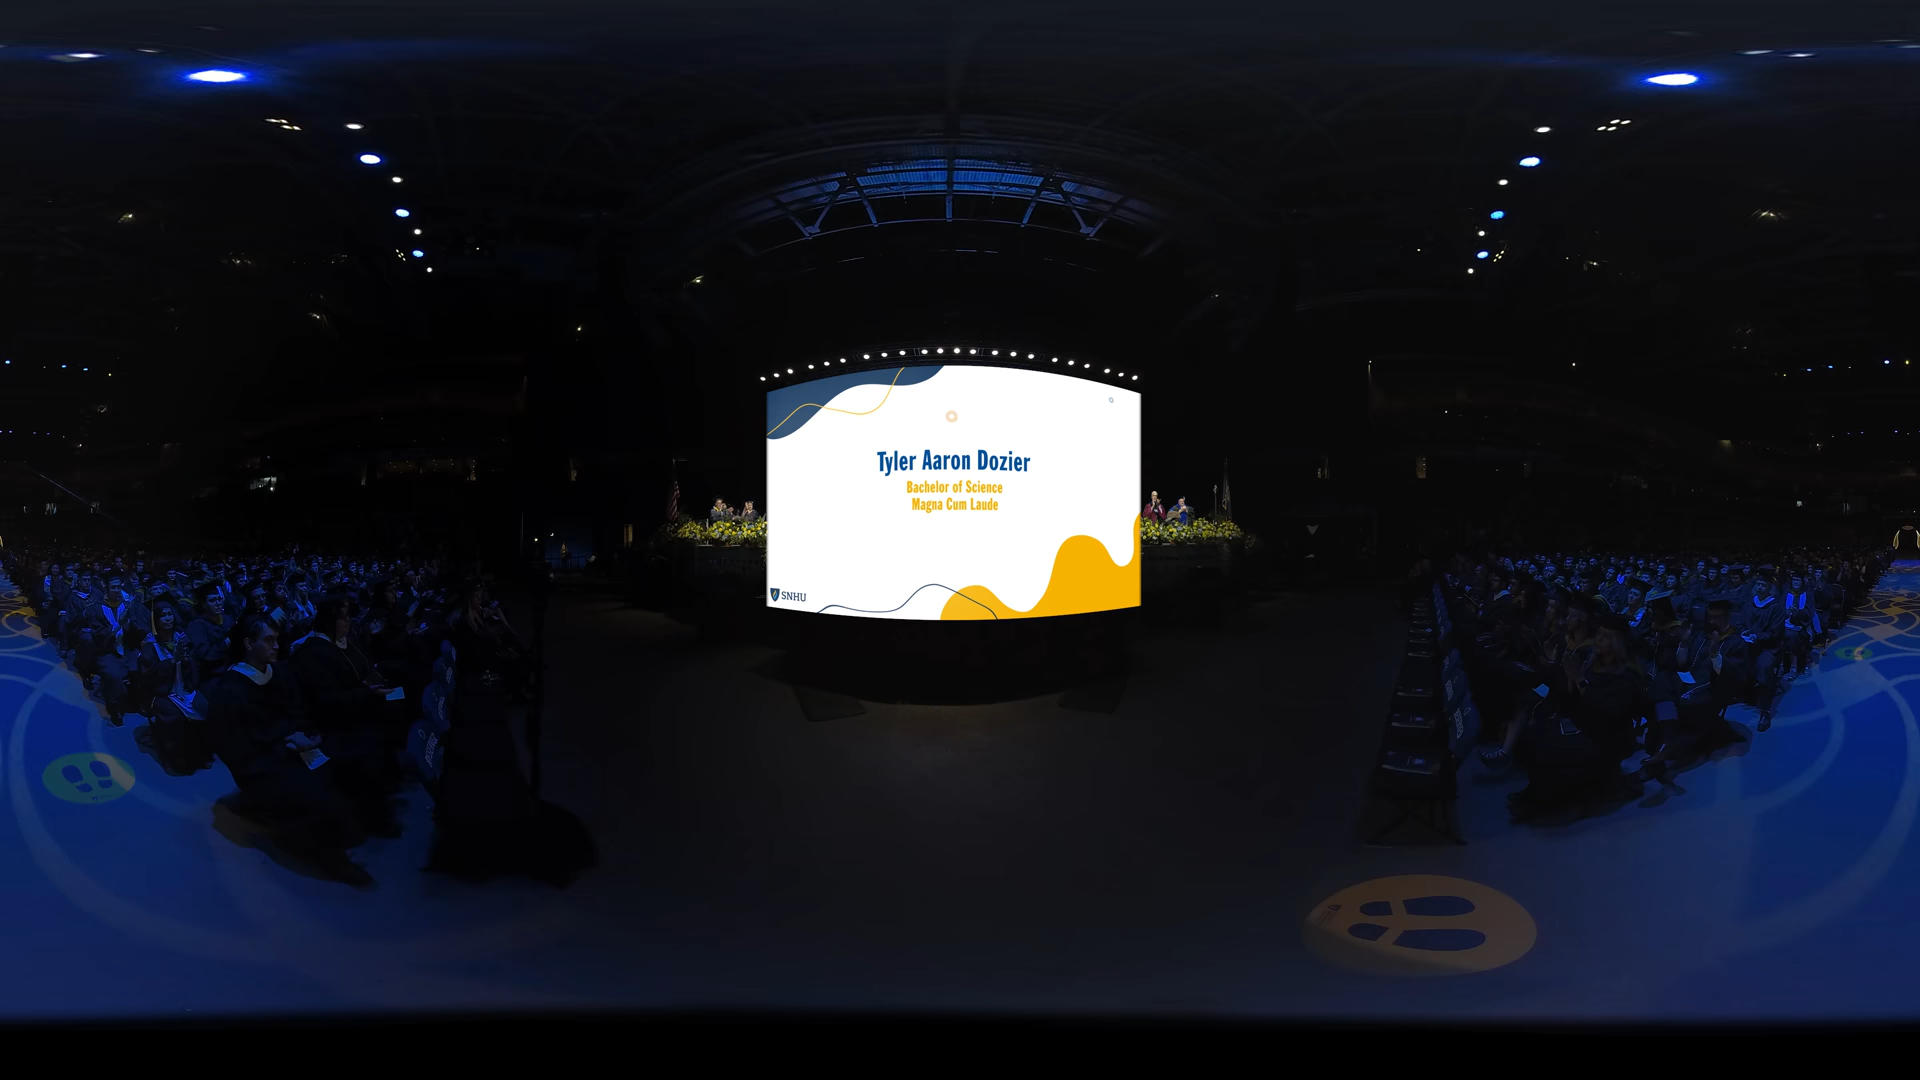 Tyler Aaron Dozier
Bachelor of Science
Magna Cum Laude
SNHU